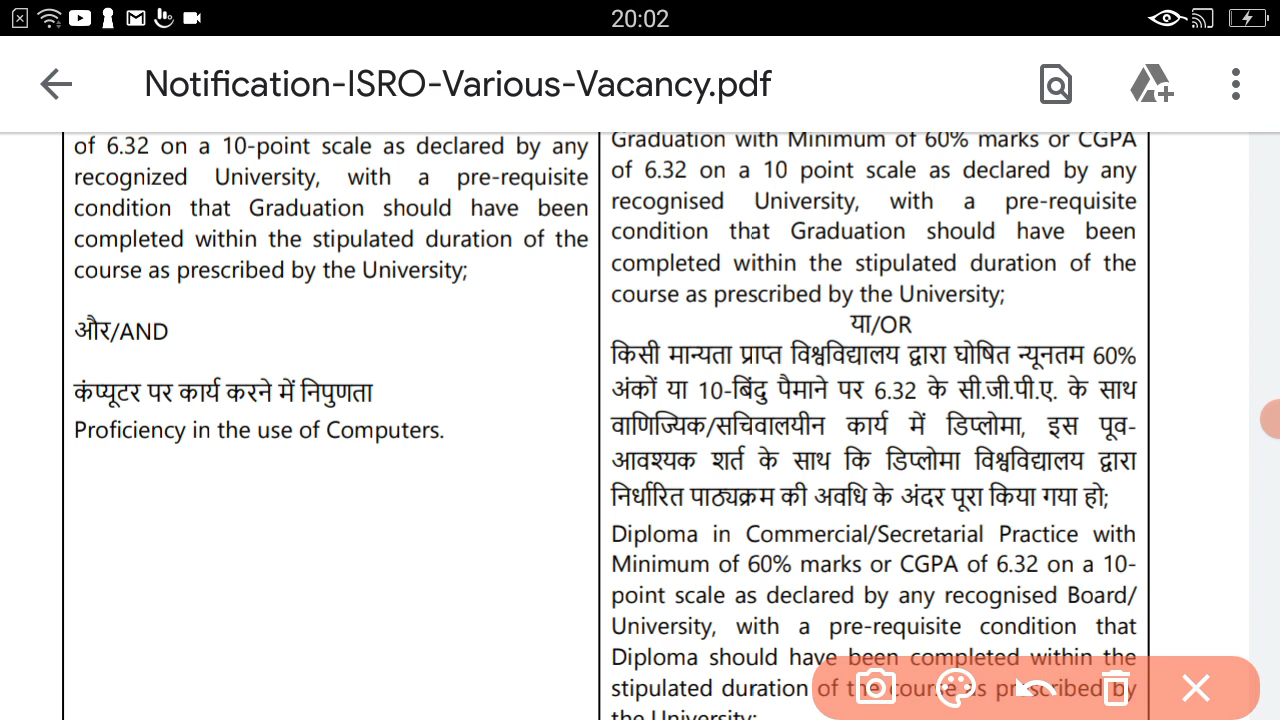 20:02
Notification-ISRO-Various-Vacancy.pdf
of 6.32 on a 10-point scale as declared by any
recognized University, with a pre-requisite
condition that Graduation should have been
completed within the stipulated duration of the
course as prescribed by the University;
और/AND
कंप्यूटर पर कार्य करने में निपुणता
Proficiency in the use of Computers.
Graduation with Minimum of 60% marks or CGPA
of 6.32 on a 10 point scale as declared by any
recognised University, with a pre-requisite
condition that Graduation should have been
completed within the stipulated duration of the
course as prescribed by the University;
या/OR
किसी मान्यता प्राप्त विश्वविद्यालय द्वारा घोषित न्यूनतम 60%
अंकों या 10-बिंदु पैमाने पर 6.32 के सी.जी.पी.ए. के साथ
वाणिज्यिक/सचिवालयीन कार्य में डिप्लोमा, इस पूव-
आवश्यक शर्त के साथ कि डिप्लोमा विश्वविद्यालय द्वारा
निर्धारित पाठ्यक्रम की अवधि के अंदर पूरा किया गया हो;
Diploma in Commercial/Secretarial Practice with
Minimum of 60% marks or CGPA of 6.32 on a 10-
point scale as declared by any recognised Board/
University, with a pre-requisite condition that
Diploma should have been completed within the
stipulated duration of the course as prescribed by
the University;